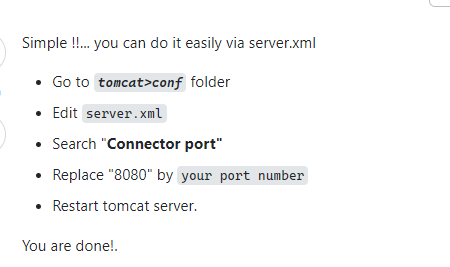 Simple !!... you can do it easily via server.xml
• Go to tomcat>conf folder
• Edit server.xml
• Search "Connector port"
• Replace "8080" by your port number
• Restart tomcat server.
You are done!.